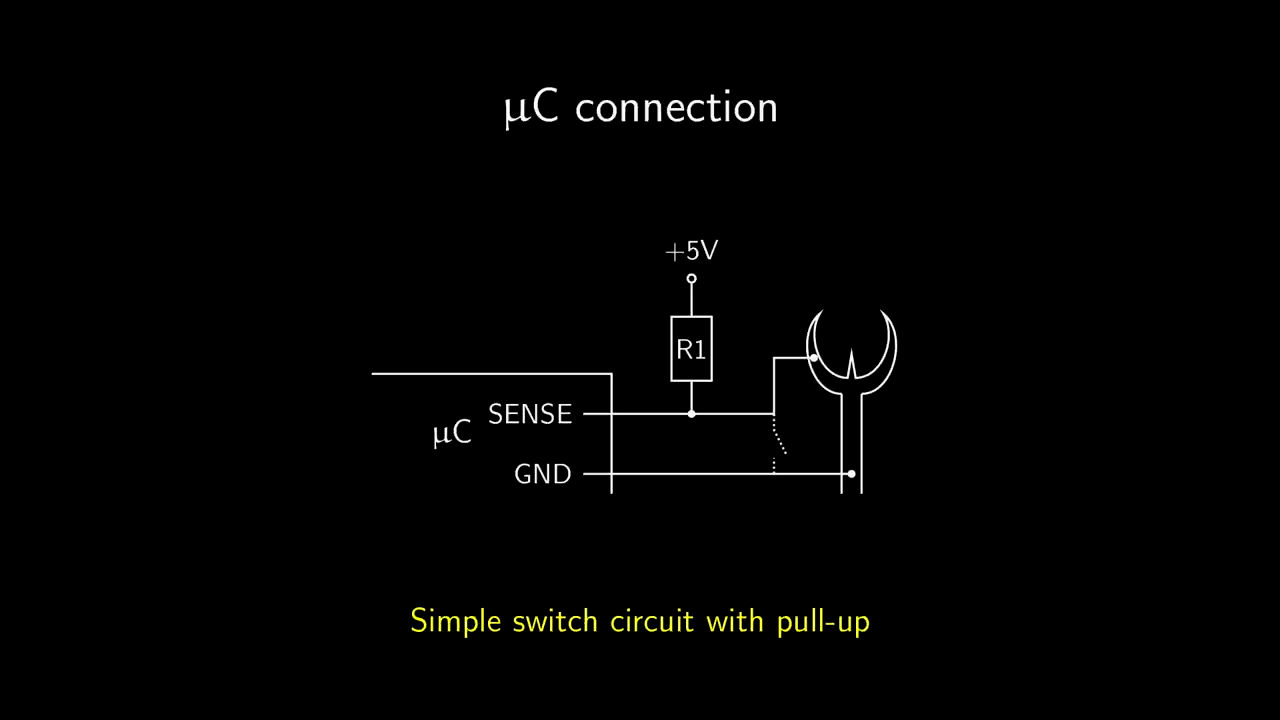 μC connection
+5V
R1
SENSE
μC
GND
Simple switch circuit with pull-up